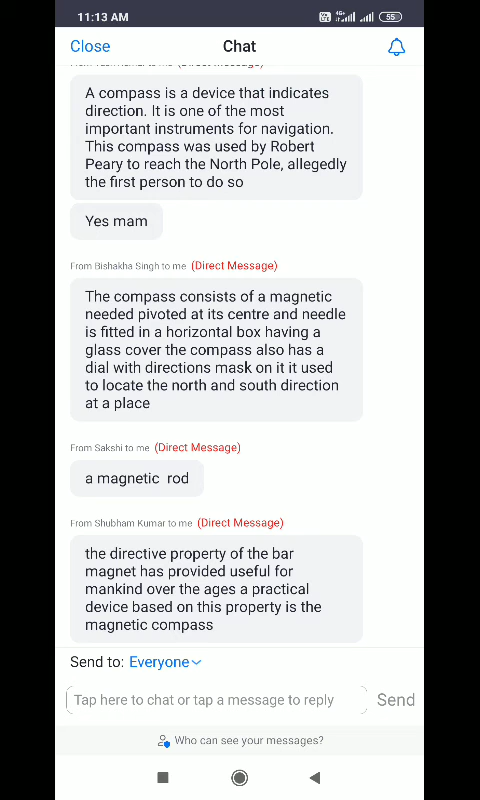 11:13 AM
4G+
55
Close
Chat
(Direct Message)
A compass is a device that indicates
direction. It is one of the most
important instruments for navigation.
This compass was used by Robert
Peary to reach the North Pole, allegedly
the first person to do so
Yes mam
From Bishakha Singh to me (Direct Message)
The compass consists of a magnetic
needed pivoted at its centre and needle
is fitted in a horizontal box having a
glass cover the compass also has a
dial with directions mask on it it used
to locate the north and south direction
at a place
From Sakshi to me (Direct Message)
a magnetic rod
From Shubham Kumar to me (Direct Message)
the directive property of the bar
magnet has provided useful for
mankind over the ages a practical
device based on this property is the
magnetic compass
Send to: Everyone
Tap here to chat or tap a message to reply
Send
Who can see your messages?